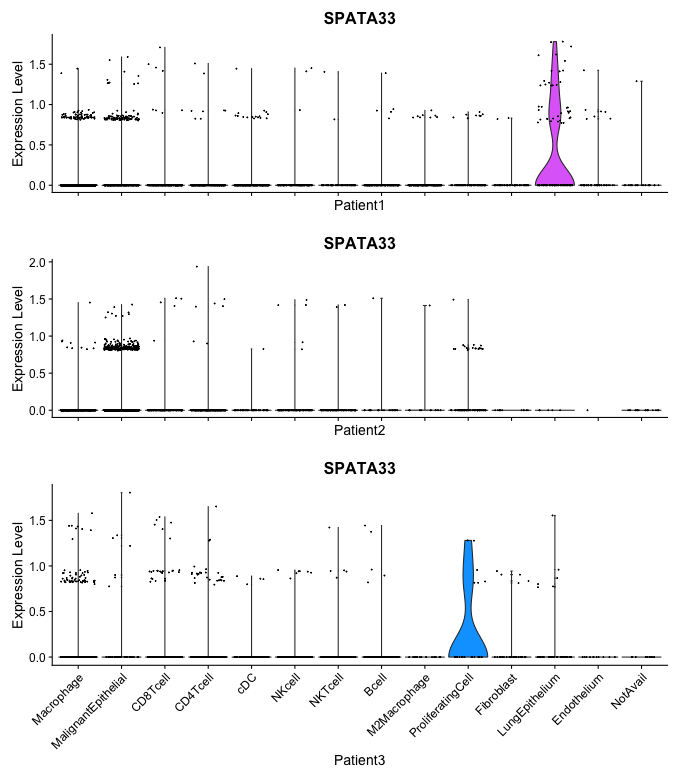 SPATA33
Expression Level
1.5
1.0
0.5
0.0
Patient1
SPATA33
Expression Level
2.0
1.5
1.0
0.5
0.0
Patient2
SPATA33
Expression Level
1.5
1.0
0.5
0.0
Macrophage
MalignantEpithelial
CD8Tcell
CD4Tcell
cDC
NKcell
NKTcell
Bcell
M2Macrophage
ProliferatingCell
Fibroblast
LungEpithelium
Endothelium
NotAvail
Patient3